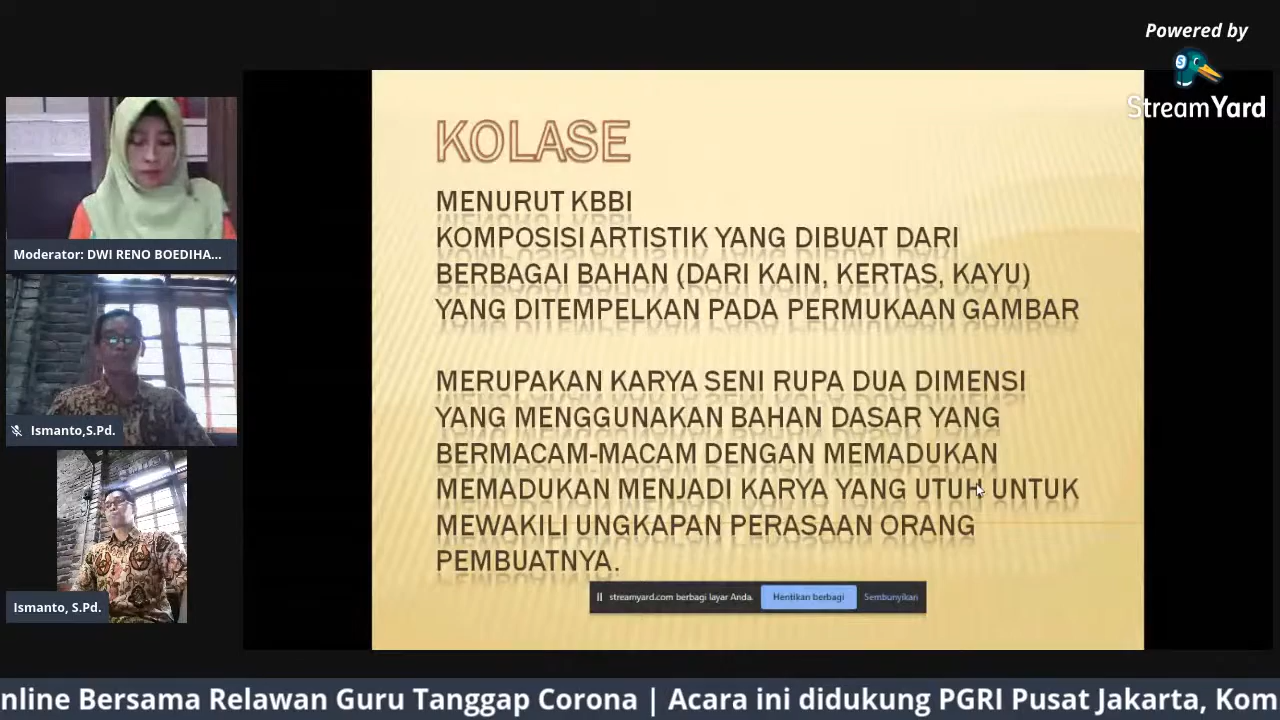 Powered by
StreamYard
KOLASE
MENURUT KBBI
KOMPOSISI ARTISTIK YANG DIBUAT DARI
BERBAGAI BAHAN (DARI KAIN, KERTAS, KAYU)
YANG DITEMPELKAN PADA PERMUKAAN GAMBAR
MERUPAKAN KARYA SENI RUPA DUA DIMENSI
YANG MENGGUNAKAN BAHAN DASAR YANG
BERMACAM-MACAM DENGAN MEMADUKAN
MEMADUKAN MENJADI KARYA YANG UTUH UNTUK
MEWAKILI UNGKAPAN PERASAAN ORANG
PEMBUATNYA.
streamyard.com berbagi layar Anda. Hentikan berbagi Sembunyikan
Moderator: DWI RENO BOEDIHA...
Ismanto,S.Pd.
Ismanto, S.Pd.
nline Bersama Relawan Guru Tanggap Corona | Acara ini didukung PGRI Pusat Jakarta, Kom